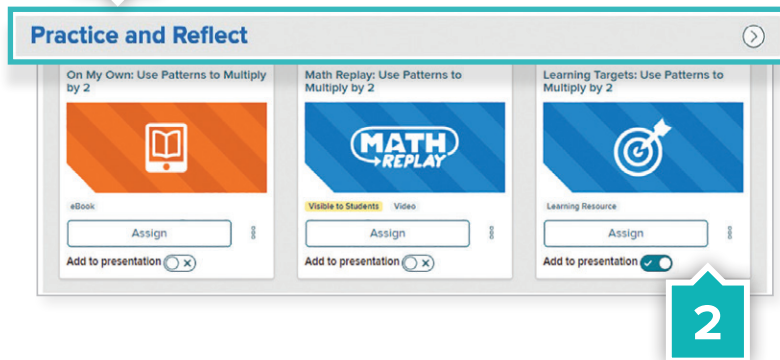 Practice and Reflect
On My Own: Use Patterns to Multiply
by 2
Math Replay: Use Patterns to
Multiply by 2
Learning Targets: Use Patterns to
Multiply by 2
MATH
REPLAY
eBook
Visible to Students Video
Learning Resource
Assign
Assign
Assign
Add to presentation
Add to presentation
Add to presentation
2